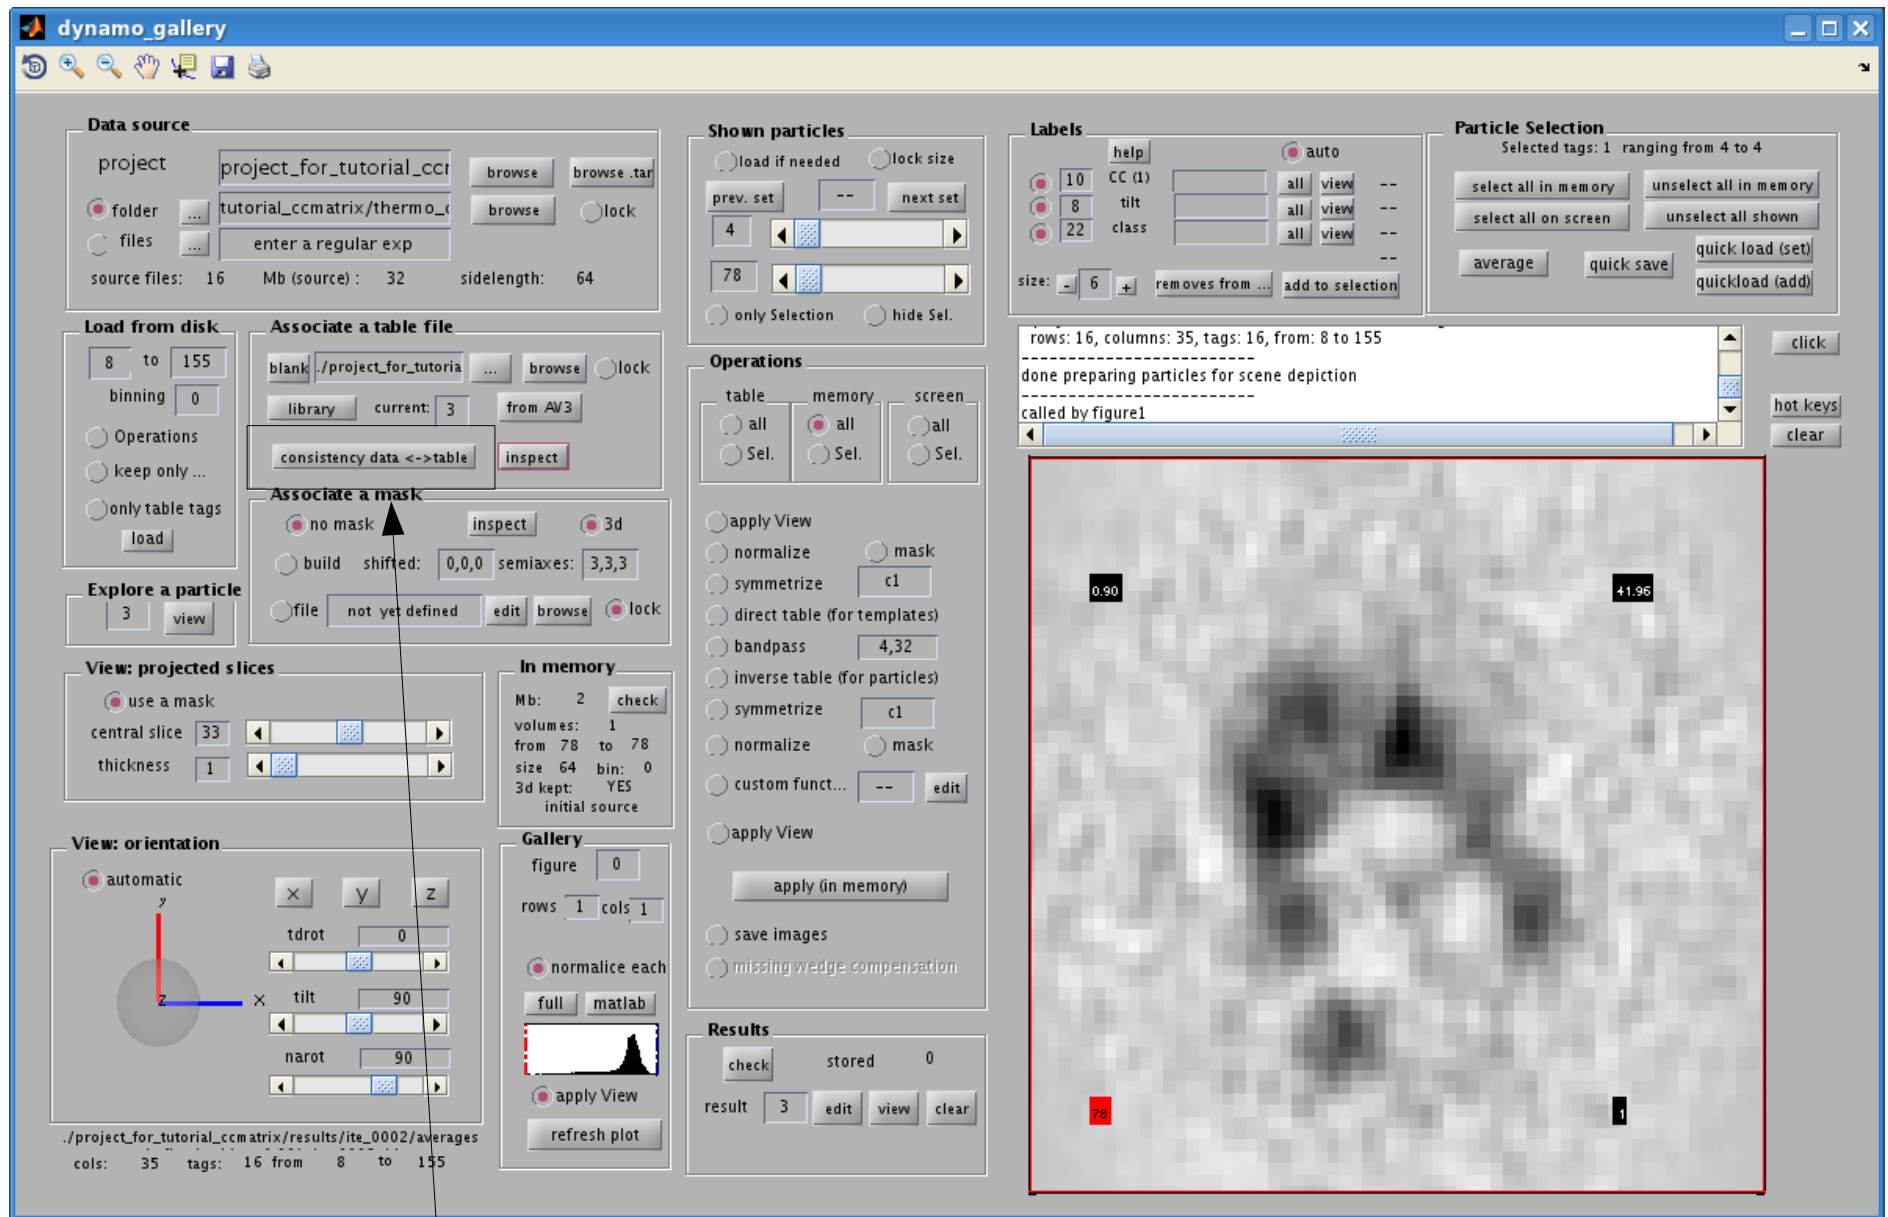 dynamo_gallery
Data source
project project_for_tutorial_ccr browse browse .tar
folder ... tutorial_ccmatrix/thermo_c browse lock
files ... enter a regular exp
source files: 16 Mb (source) : 32 sidelength: 64
Load from disk
8 to 155
binning 0
Operations
keep only ...
only table tags
load
Associate a table file
blank ./project_for_tutoria ... browse lock
library current: 3 from AV3
consistency data <->table inspect
Associate a mask
no mask inspect 3d
build shifted: 0,0,0 semiaxes: 3,3,3
file not yet defined edit browse lock
Explore a particle
3 view
View: projected slices
use a mask
central slice 33
thickness 1
In memory
Mb: 2 check
volumes: 1
from 78 to 78
size 64 bin: 0
3d kept: YES
initial source
View: orientation
automatic
x y z
y
z x
tdrot 0
tilt 90
narot 90
./project_for_tutorial_ccmatrix/results/ite_0002/averages
cols: 35 tags: 16 from 8 to 155
Gallery
figure 0
rows 1 cols 1
normalice each
full matlab
apply View
refresh plot
Shown particles
load if needed lock size
prev. set -- next set
4
78
only Selection hide Sel.
Operations
table memory screen
all all all
Sel. Sel. Sel.
apply View
normalize mask
symmetrize c1
direct table (for templates)
bandpass 4,32
inverse table (for particles)
symmetrize c1
normalize mask
custom funct... -- edit
apply View
apply (in memory)
save images
missing wedge compensation
Results
check stored 0
result 3 edit view clear
Labels
help auto
10 CC (1) all view --
8 tilt all view --
22 class all view --
--
size: - 6 + removes from ... add to selection
Particle Selection
Selected tags: 1 ranging from 4 to 4
select all in memory unselect all in memory
select all on screen unselect all shown
average quick save quick load (set)
quickload (add)
rows: 16, columns: 35, tags: 16, from: 8 to 155
--------------------------
done preparing particles for scene depiction
--------------------------
called by figure1
click
hot keys
clear
0.90 41.96
78 1